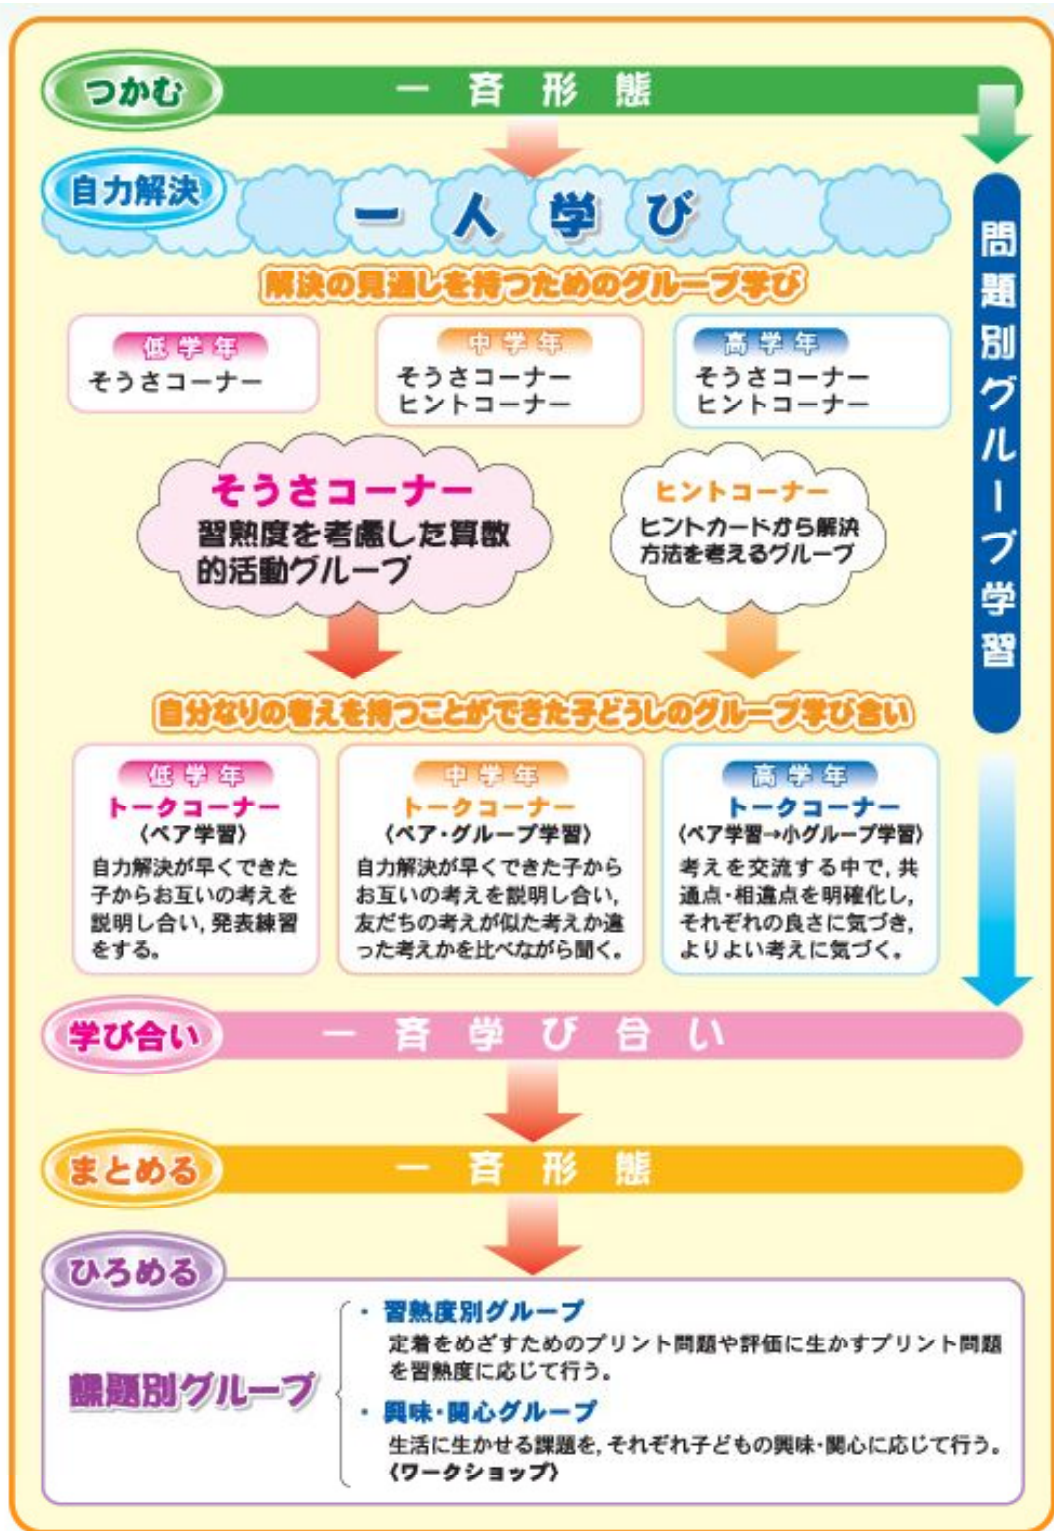 つかむ
一斉形態
自力解決
一人学び
問題別グループ学習
解決の見通しを持つためのグループ学び
低学年
そうさコーナー
中学年
そうさコーナー
ヒントコーナー
高学年
そうさコーナー
ヒントコーナー
そうさコーナー
習熟度を考慮した算数
的活動グループ
ヒントコーナー
ヒントカードから解決
方法を考えるグループ
自分なりの考えを持つことができた子どうしのグループ学び合い
低学年
トークコーナー
〈ペア学習〉
自力解決が早くできた
子からお互いの考えを
説明し合い,発表練習
をする。
中学年
トークコーナー
〈ペア・グループ学習〉
自力解決が早くできた子から
お互いの考えを説明し合い,
友だちの考えが似た考えか違
った考えかを比べながら聞く。
高学年
トークコーナー
〈ペア学習→小グループ学習〉
考えを交流する中で,共
通点・相違点を明確化し,
それぞれの良さに気づき,
よりよい考えに気づく。
学び合い
一斉学び合い
まとめる
一斉形態
ひろめる
課題別グループ
・習熟度別グループ
定着をめざすためのプリント問題や評価に生かすプリント問題
を習熟度に応じて行う。
・興味・関心グループ
生活に生かせる課題を,それぞれ子どもの興味・関心に応じて行う。
〈ワークショップ〉